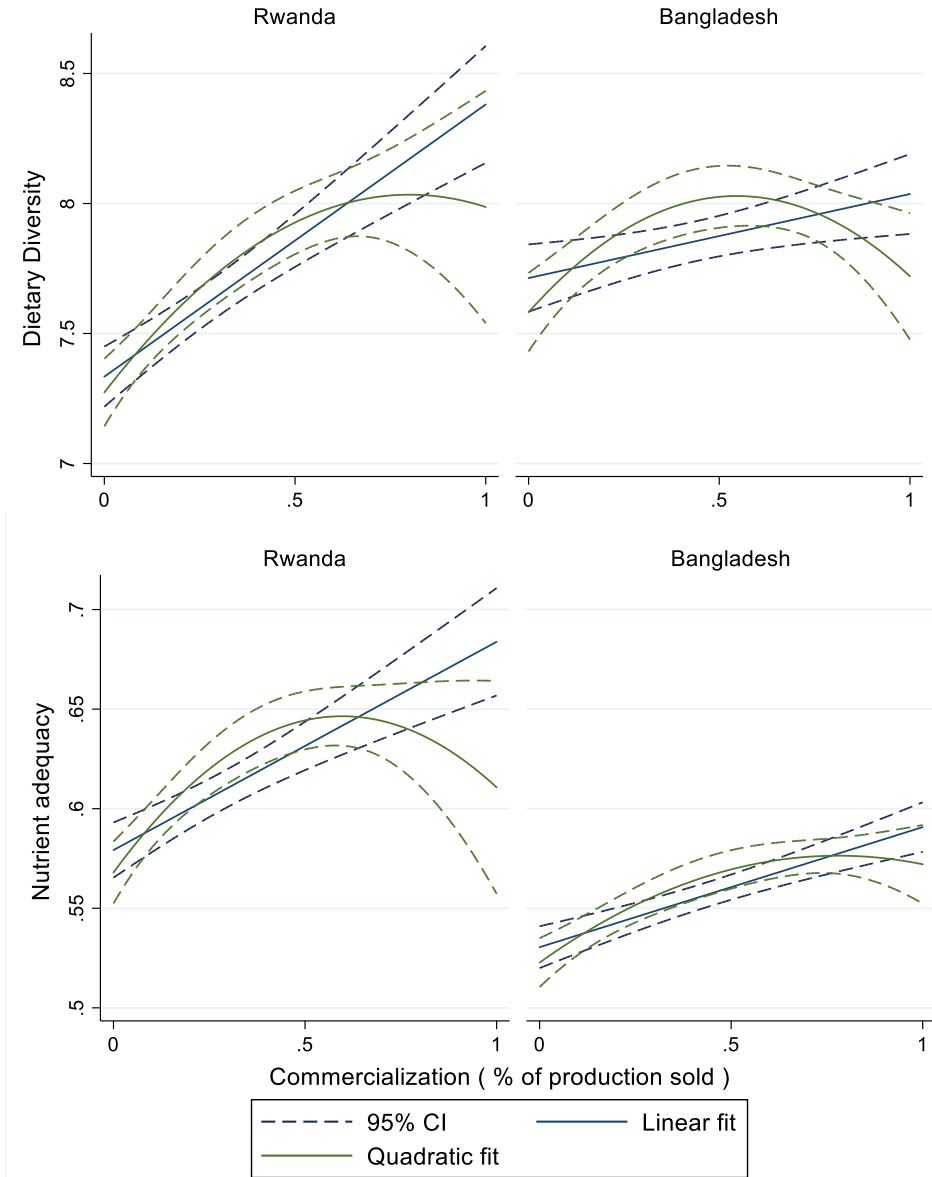 Rwanda Bangladesh
8.5
8
7.5
7
Dietary Diversity
0 .5 1 0 .5 1
Rwanda Bangladesh
.7
.65
.6
.55
.5
Nutrient adequacy
0 .5 1 0 .5 1
Commercialization ( % of production sold )
95% CI Linear fit
Quadratic fit